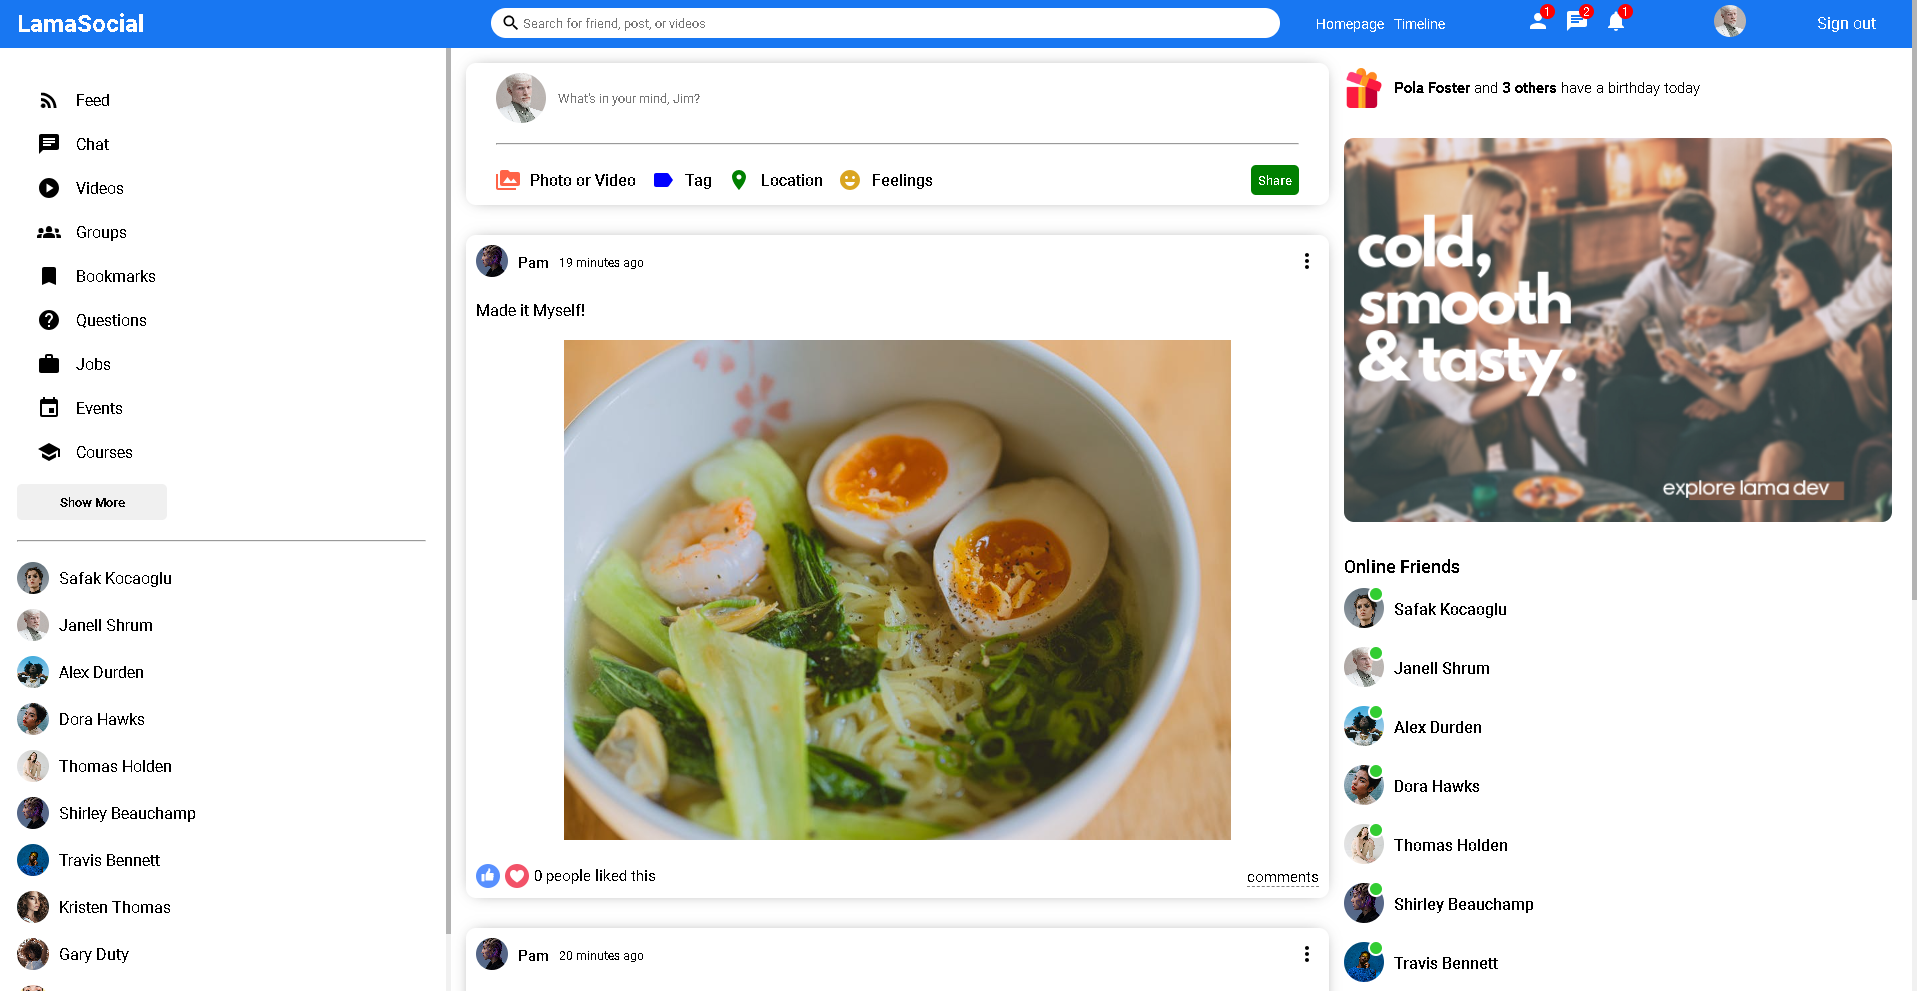 LamaSocial
Search for friend, post, or videos
Homepage Timeline
1
2
1
Sign out
Feed
Chat
Videos
Groups
Bookmarks
Questions
Jobs
Events
Courses
Show More
Safak Kocaoglu
Janell Shrum
Alex Durden
Dora Hawks
Thomas Holden
Shirley Beauchamp
Travis Bennett
Kristen Thomas
Gary Duty
What's in your mind, Jim?
Photo or Video Tag Location Feelings Share
Pam 19 minutes ago
Made it Myself!
0 people liked this comments
Pam 20 minutes ago
Pola Foster and 3 others have a birthday today
cold,
smooth
& tasty.
explore lama dev
Online Friends
Safak Kocaoglu
Janell Shrum
Alex Durden
Dora Hawks
Thomas Holden
Shirley Beauchamp
Travis Bennett